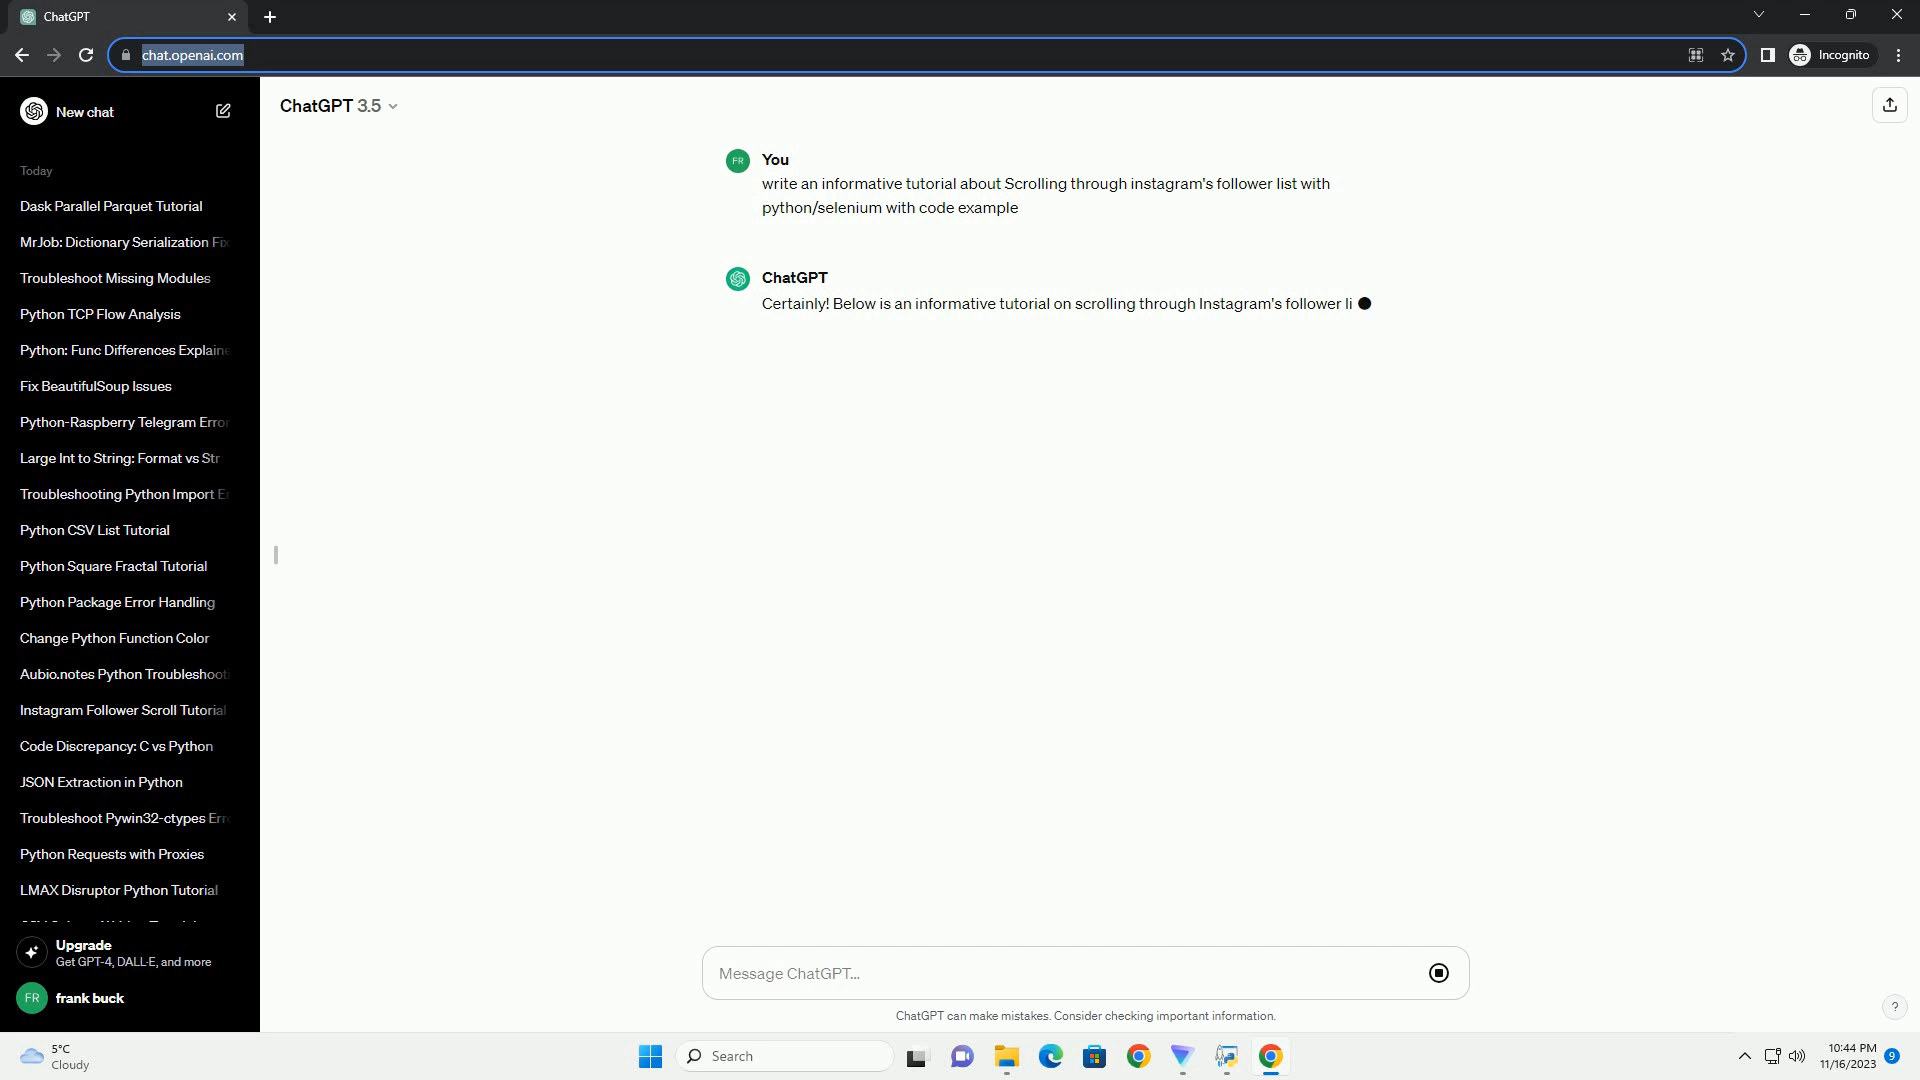 ChatGPT
chat.openai.com
Incognito
New chat
Today
Dask Parallel Parquet Tutorial
MrJob: Dictionary Serialization Fix
Troubleshoot Missing Modules
Python TCP Flow Analysis
Python: Func Differences Explaine
Fix BeautifulSoup Issues
Python-Raspberry Telegram Error
Large Int to String: Format vs Str
Troubleshooting Python Import Er
Python CSV List Tutorial
Python Square Fractal Tutorial
Python Package Error Handling
Change Python Function Color
Aubio.notes Python Troubleshooti
Instagram Follower Scroll Tutorial
Code Discrepancy: C vs Python
JSON Extraction in Python
Troubleshoot Pywin32-ctypes Erro
Python Requests with Proxies
LMAX Disruptor Python Tutorial
Upgrade
Get GPT-4, DALL·E, and more
FR frank buck
ChatGPT 3.5
FR You
write an informative tutorial about Scrolling through instagram's follower list with
python/selenium with code example
ChatGPT
Certainly! Below is an informative tutorial on scrolling through Instagram's follower li
Message ChatGPT...
ChatGPT can make mistakes. Consider checking important information.
?
5°C
Cloudy
Search
10:44 PM
11/16/2023
9